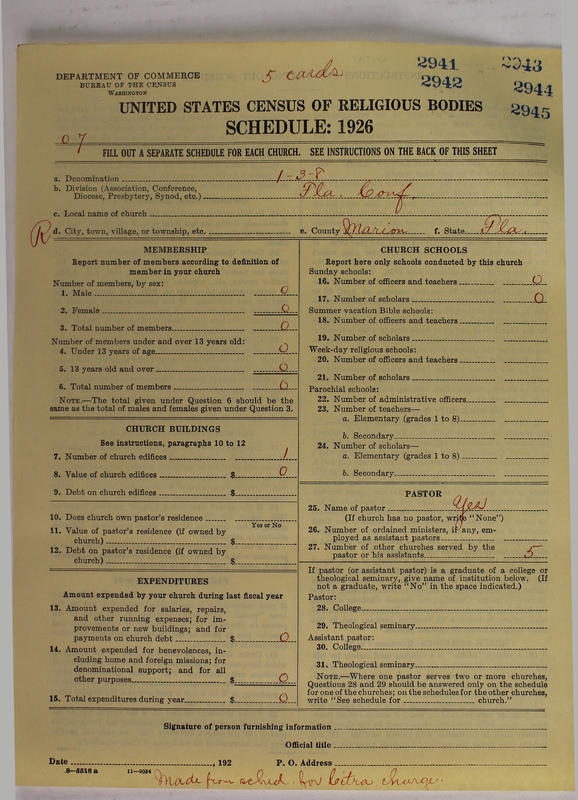 5 cards
2941
2942
2943
2944
2945
DEPARTMENT OF COMMERCE
BUREAU OF THE CENSUS
WASHINGTON
UNITED STATES CENSUS OF RELIGIOUS BODIES
SCHEDULE: 1926
07
FILL OUT A SEPARATE SCHEDULE FOR EACH CHURCH. SEE INSTRUCTIONS ON THE BACK OF THIS SHEET
a. Denomination 1-3-8
b. Division (Association, Conference,
Diocese, Presbytery, Synod, etc.) Fla. Conf.
c. Local name of church
R d. City, town, village, or township, etc. e. County Marion f. State Fla.
MEMBERSHIP
Report number of members according to definition of
member in your church
Number of members, by sex:
1. Male 0
2. Female 0
3. Total number of members 0
Number of members under and over 13 years old:
4. Under 13 years of age 0
5. 13 years old and over 0
6. Total number of members 0
NOTE.—The total given under Question 6 should be the
same as the total of males and females given under Question 3.
CHURCH BUILDINGS
See instructions, paragraphs 10 to 12
7. Number of church edifices 1
8. Value of church edifices $ 0
9. Debt on church edifices $
10. Does church own pastor's residence
Yes or No
11. Value of pastor's residence (if owned by
church) $
12. Debt on pastor's residence (if owned by
church) $
EXPENDITURES
Amount expended by your church during last fiscal year
13. Amount expended for salaries, repairs,
and other running expenses; for im-
provements or new buildings; and for
payments on church debt $ 0
14. Amount expended for benevolences, in-
cluding home and foreign missions; for
denominational support; and for all
other purposes $ 0
15. Total expenditures during year $ 0
CHURCH SCHOOLS
Report here only schools conducted by this church
Sunday schools:
16. Number of officers and teachers 0
17. Number of scholars 0
Summer vacation Bible schools:
18. Number of officers and teachers
19. Number of scholars
Week-day religious schools:
20. Number of officers and teachers
21. Number of scholars
Parochial schools:
22. Number of administrative officers
23. Number of teachers—
a. Elementary (grades 1 to 8)
b. Secondary
24. Number of scholars—
a. Elementary (grades 1 to 8)
b. Secondary
PASTOR
25. Name of pastor Yes
(If church has no pastor, write "None")
26. Number of ordained ministers, if any, em-
ployed as assistant pastors
27. Number of other churches served by the
pastor or his assistants 5
If pastor (or assistant pastor) is a graduate of a college or
theological seminary, give name of institution below. (If
not a graduate, write "No" in the space indicated.)
Pastor:
28. College
29. Theological seminary
Assistant pastor:
30. College
31. Theological seminary
NOTE.—Where one pastor serves two or more churches,
Questions 28 and 29 should be answered only on the schedule
for one of the churches; on the schedules for the other churches,
write "See schedule for church."
Signature of person furnishing information
Official title
Date , 192 P. O. Address
8—5518 a 11—9054
Made from sched. for Citra charge.